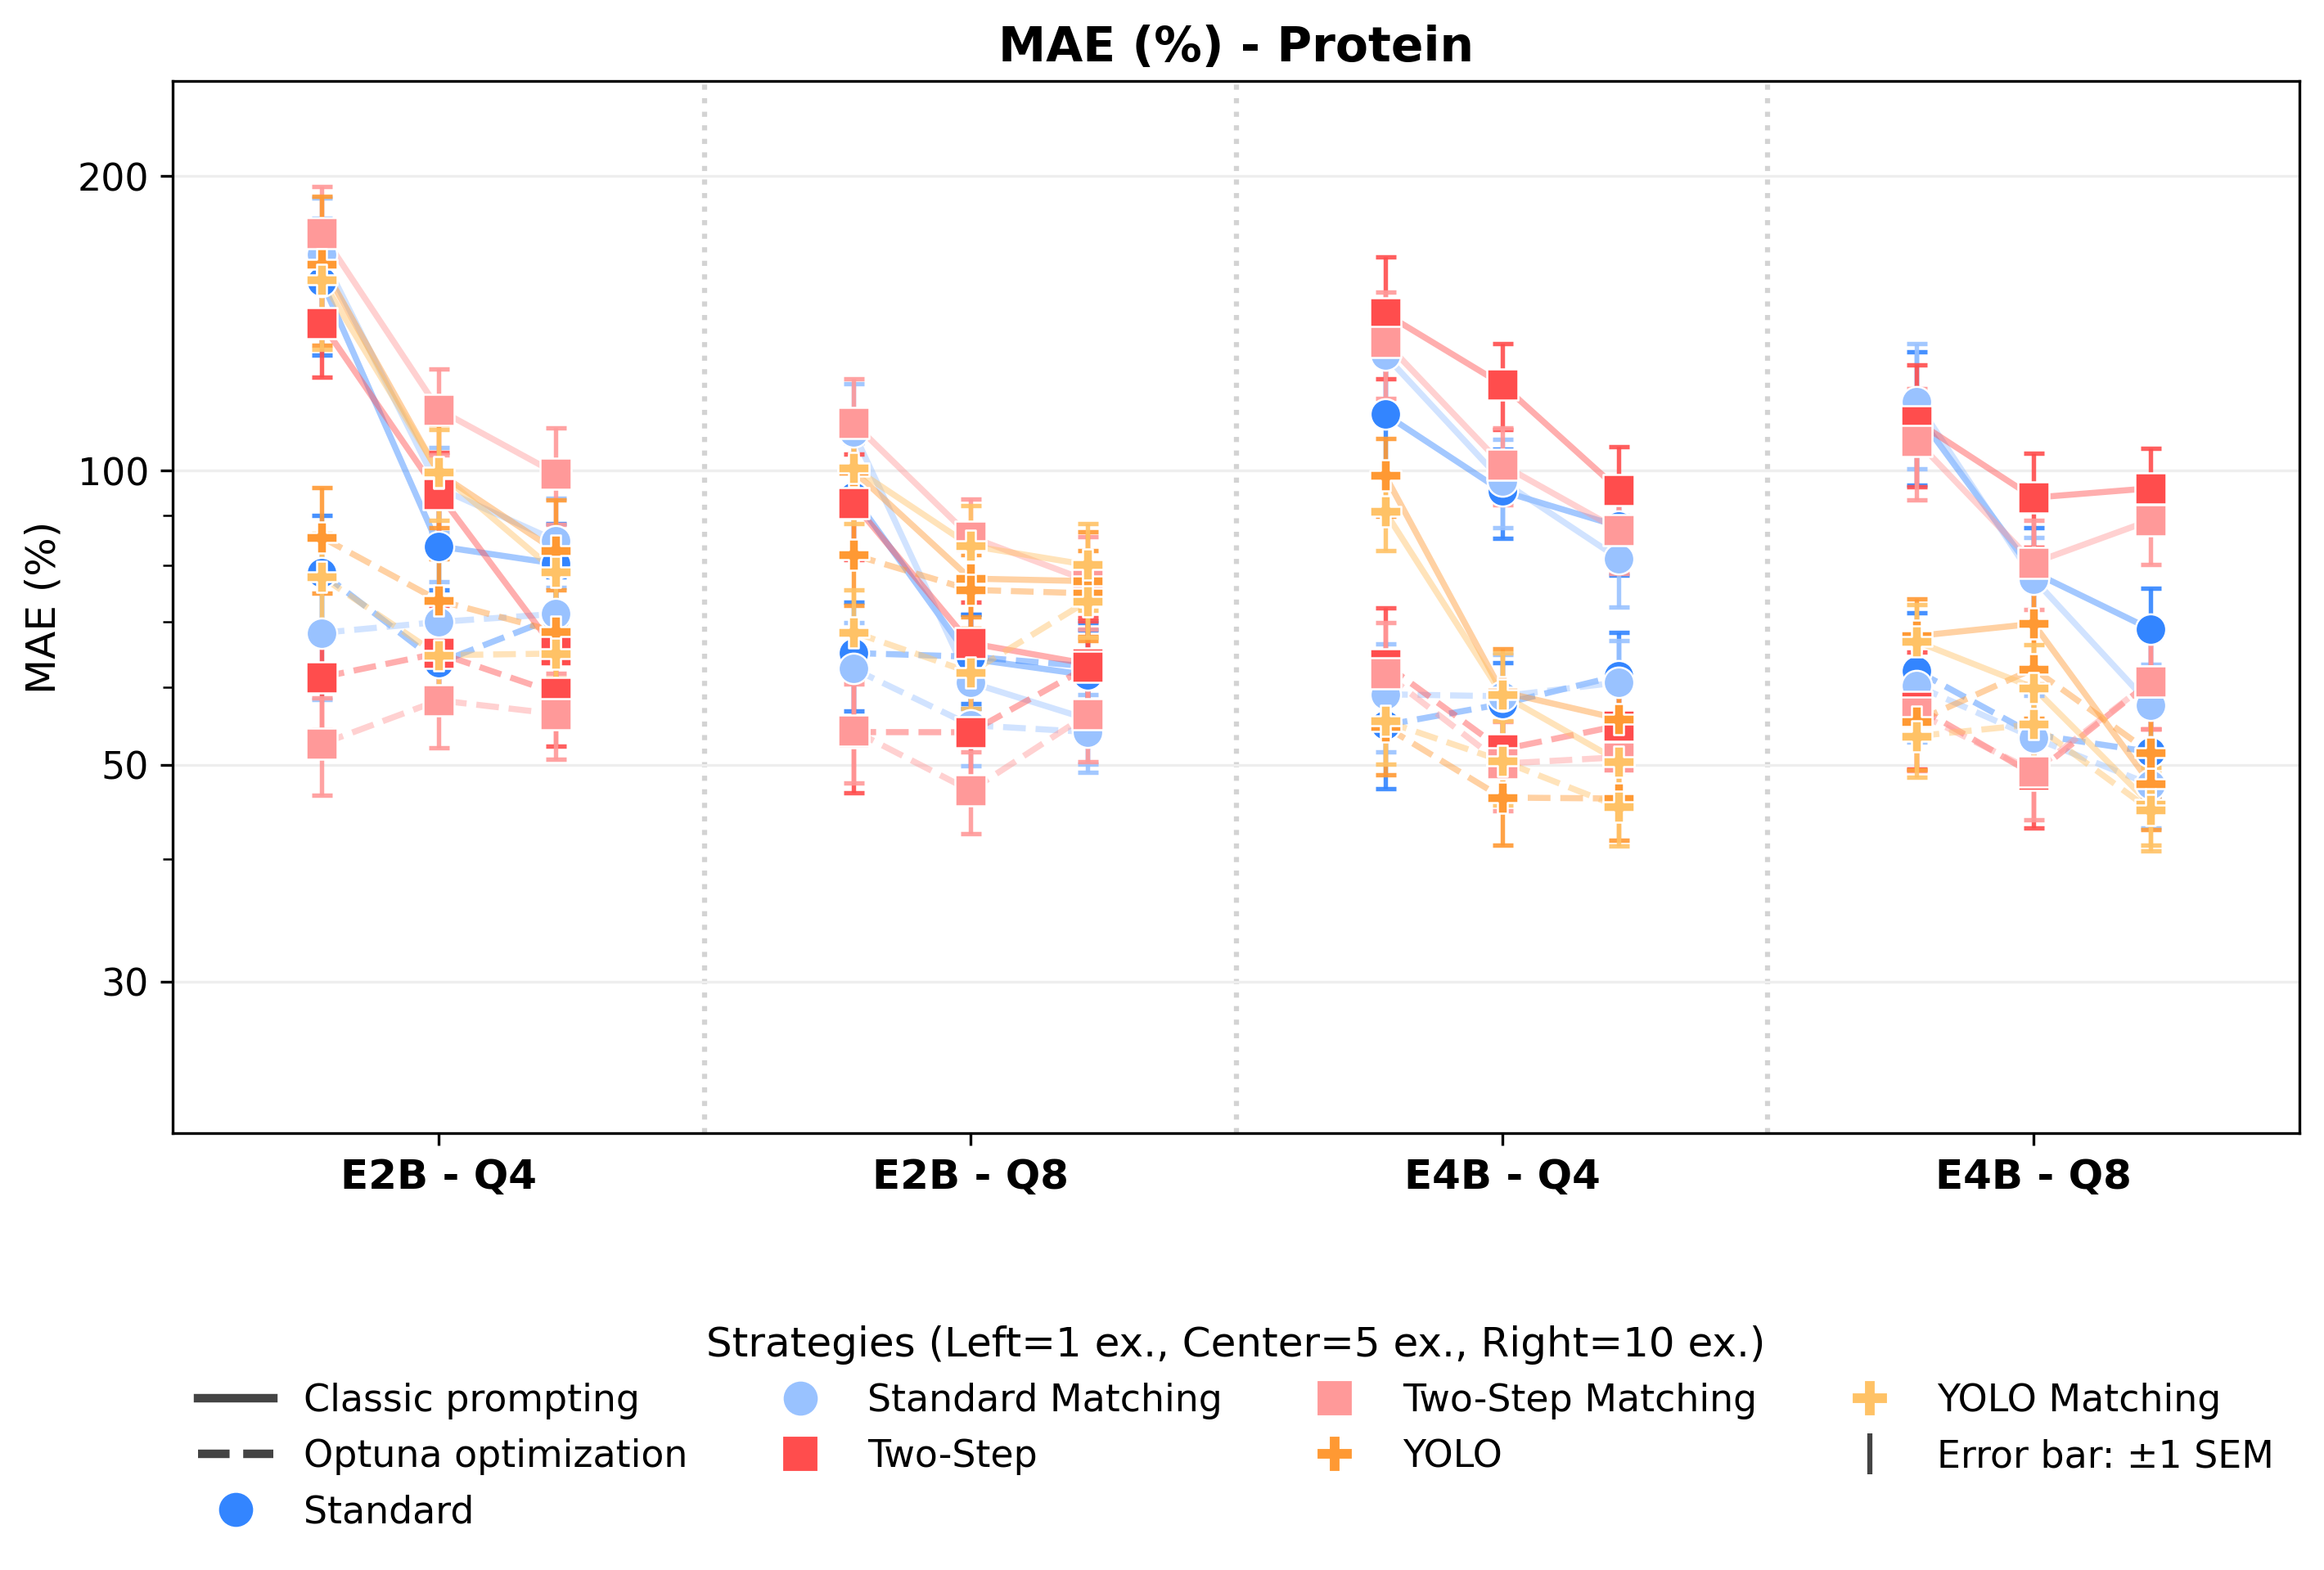 MAE (%) - Protein
MAE (%)
200
100
50
30
E2B - Q4
E2B - Q8
E4B - Q4
E4B - Q8
Strategies (Left=1 ex., Center=5 ex., Right=10 ex.)
Classic prompting
Optuna optimization
Standard
Standard Matching
Two-Step
Two-Step Matching
YOLO
YOLO Matching
Error bar: ±1 SEM